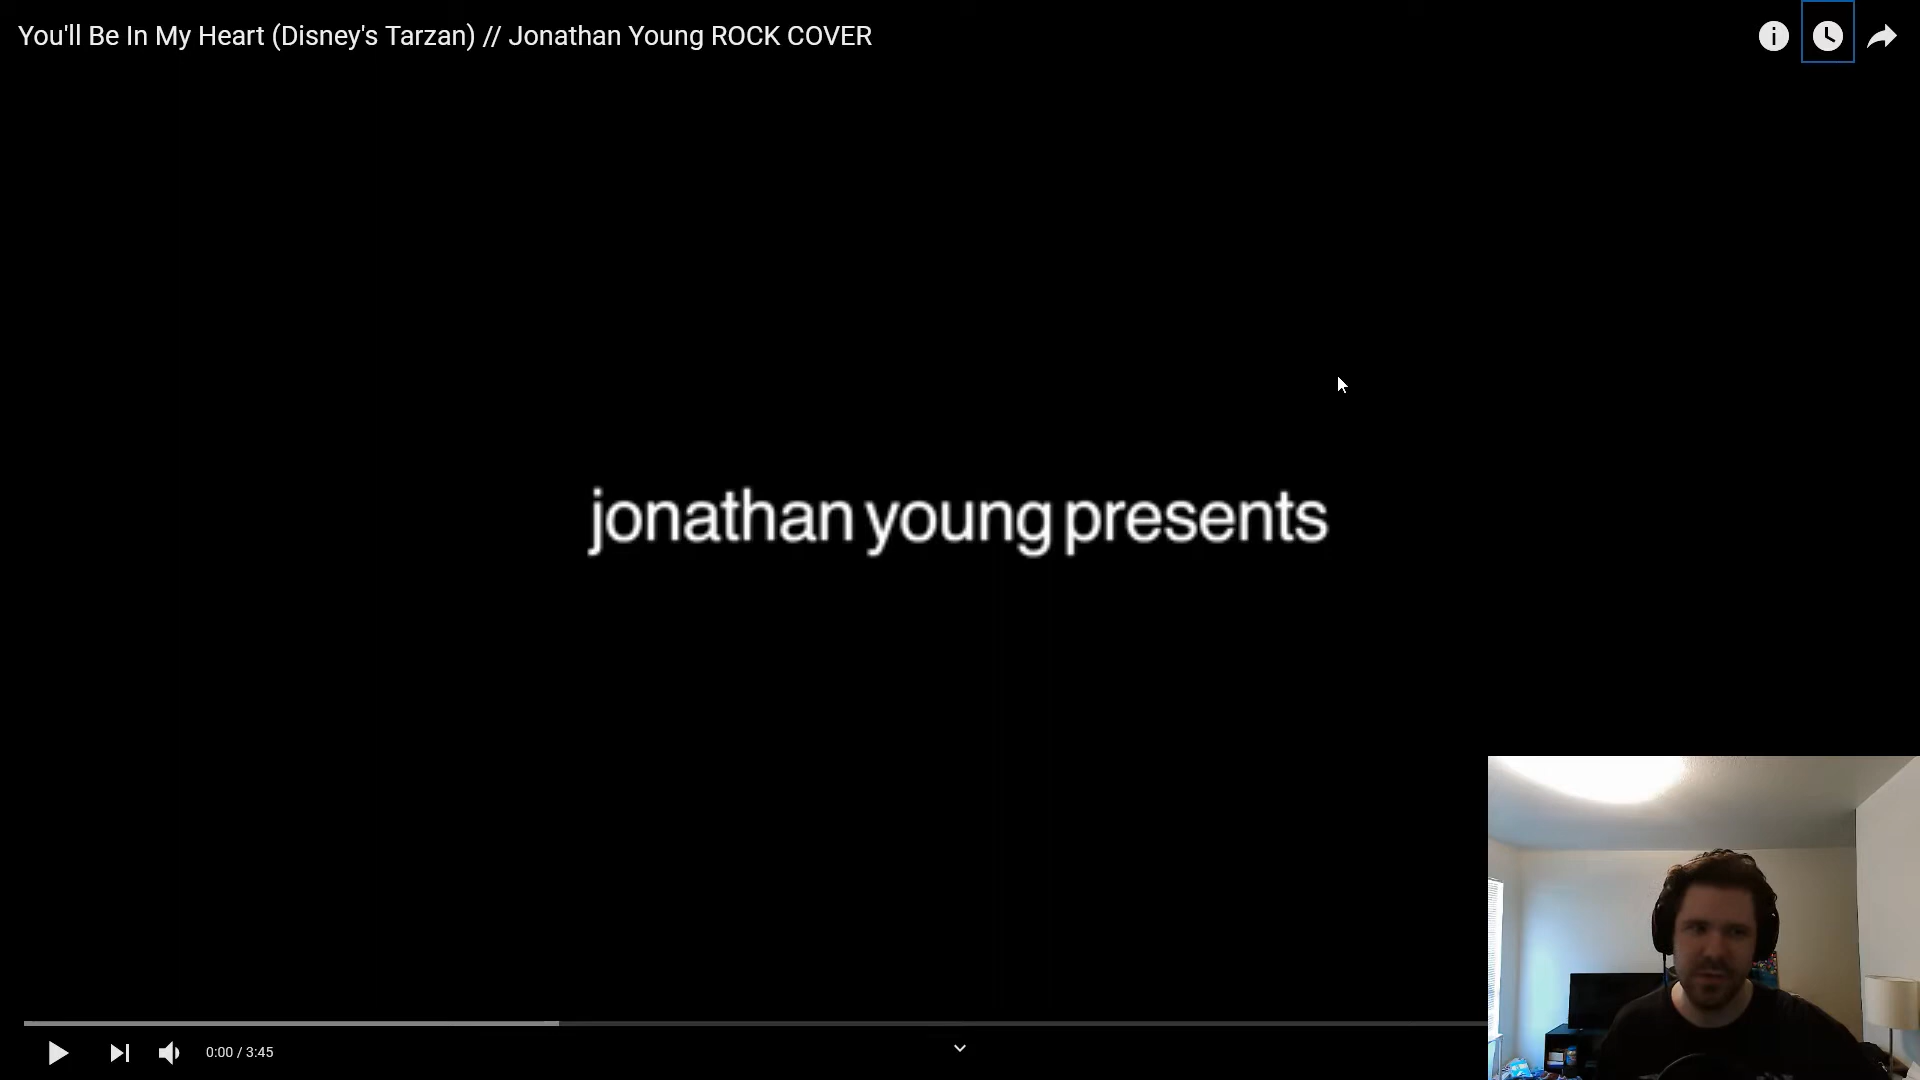 You'll Be In My Heart (Disney's Tarzan) // Jonathan Young ROCK COVER
jonathan young presents
0:00 / 3:45